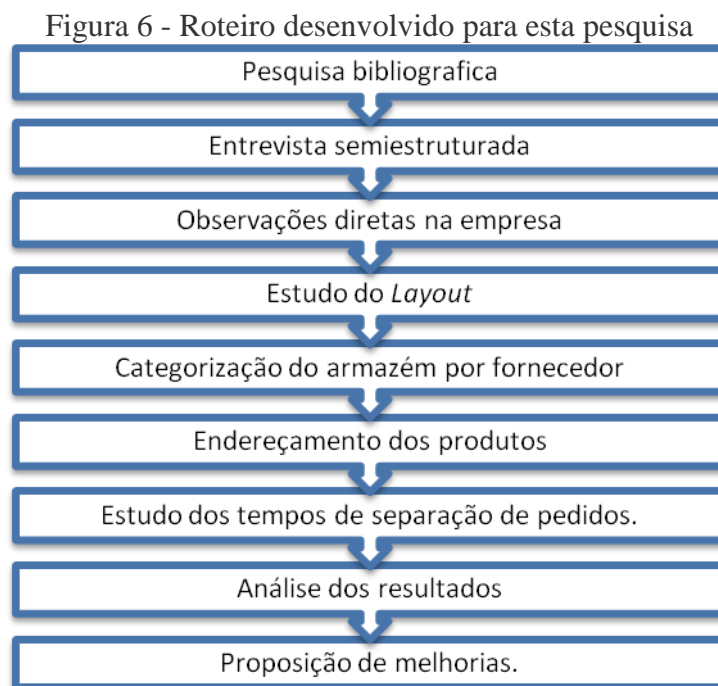 Figura 6 - Roteiro desenvolvido para esta pesquisa
Pesquisa bibliografica
Entrevista semiestruturada
Observações diretas na empresa
Estudo do Layout
Categorização do armazém por fornecedor
Endereçamento dos produtos
Estudo dos tempos de separação de pedidos.
Análise dos resultados
Proposição de melhorias.